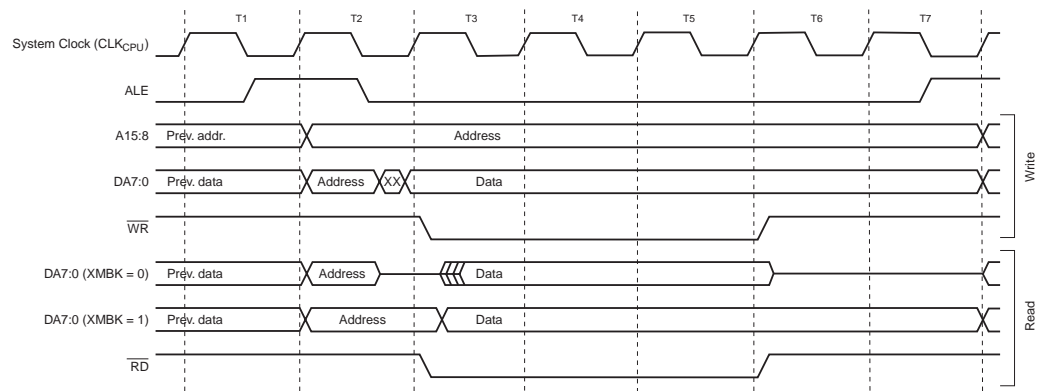 T1 T2 T3 T4 T5 T6 T7
System Clock (CLKCPU)
ALE
A15:8 Prev. addr. Address
DA7:0 Prev. data Address XX Data
WR
Write
DA7:0 (XMBK = 0) Prev. data Address Data
DA7:0 (XMBK = 1) Prev. data Address Data
RD
Read